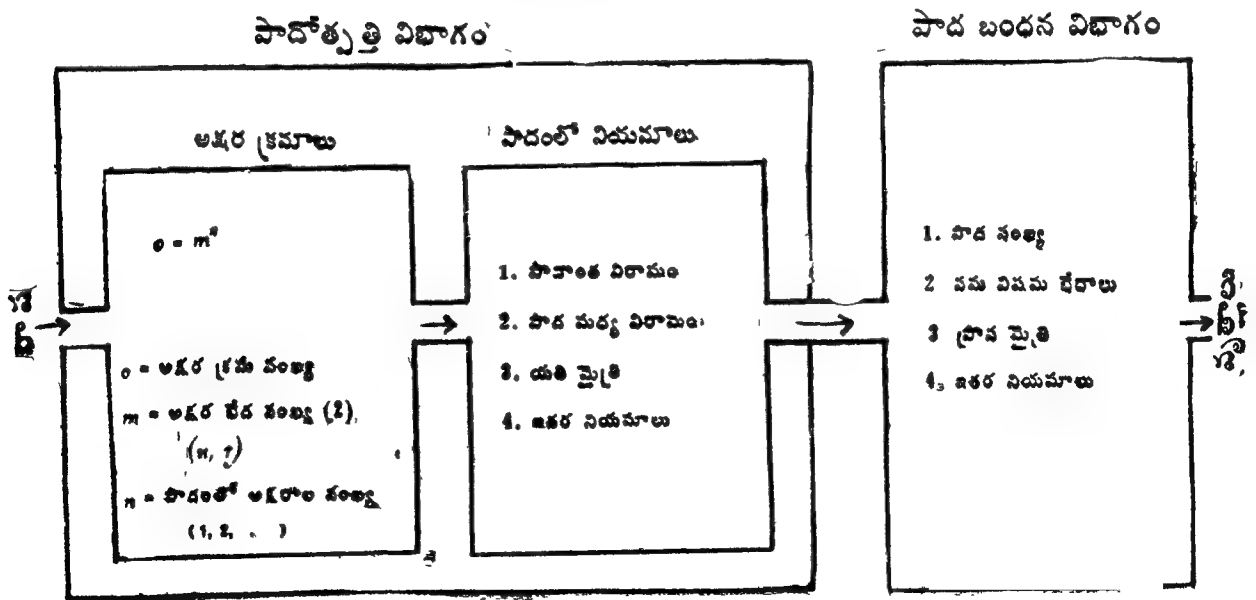 పాదోత్పత్తి విభాగం
పాద బంధన విభాగం
అక్షర క్రమాలు
పాదంలో నియమాలు
o = mⁿ
o = అక్షర క్రమ సంఖ్య
m = అక్షర భేద సంఖ్య (2)
n = పాదంలో అక్షరాల సంఖ్య
(1, 2, . )
1. పాదాంత విరామం
2. పాద మధ్య విరామం
3. యతి మైత్రి
4. ఇతర నియమాలు
1. పాద సంఖ్య
2 సమ విషమ భేదాలు
3 ప్రాస మైత్రి
4. ఇతర నియమాలు